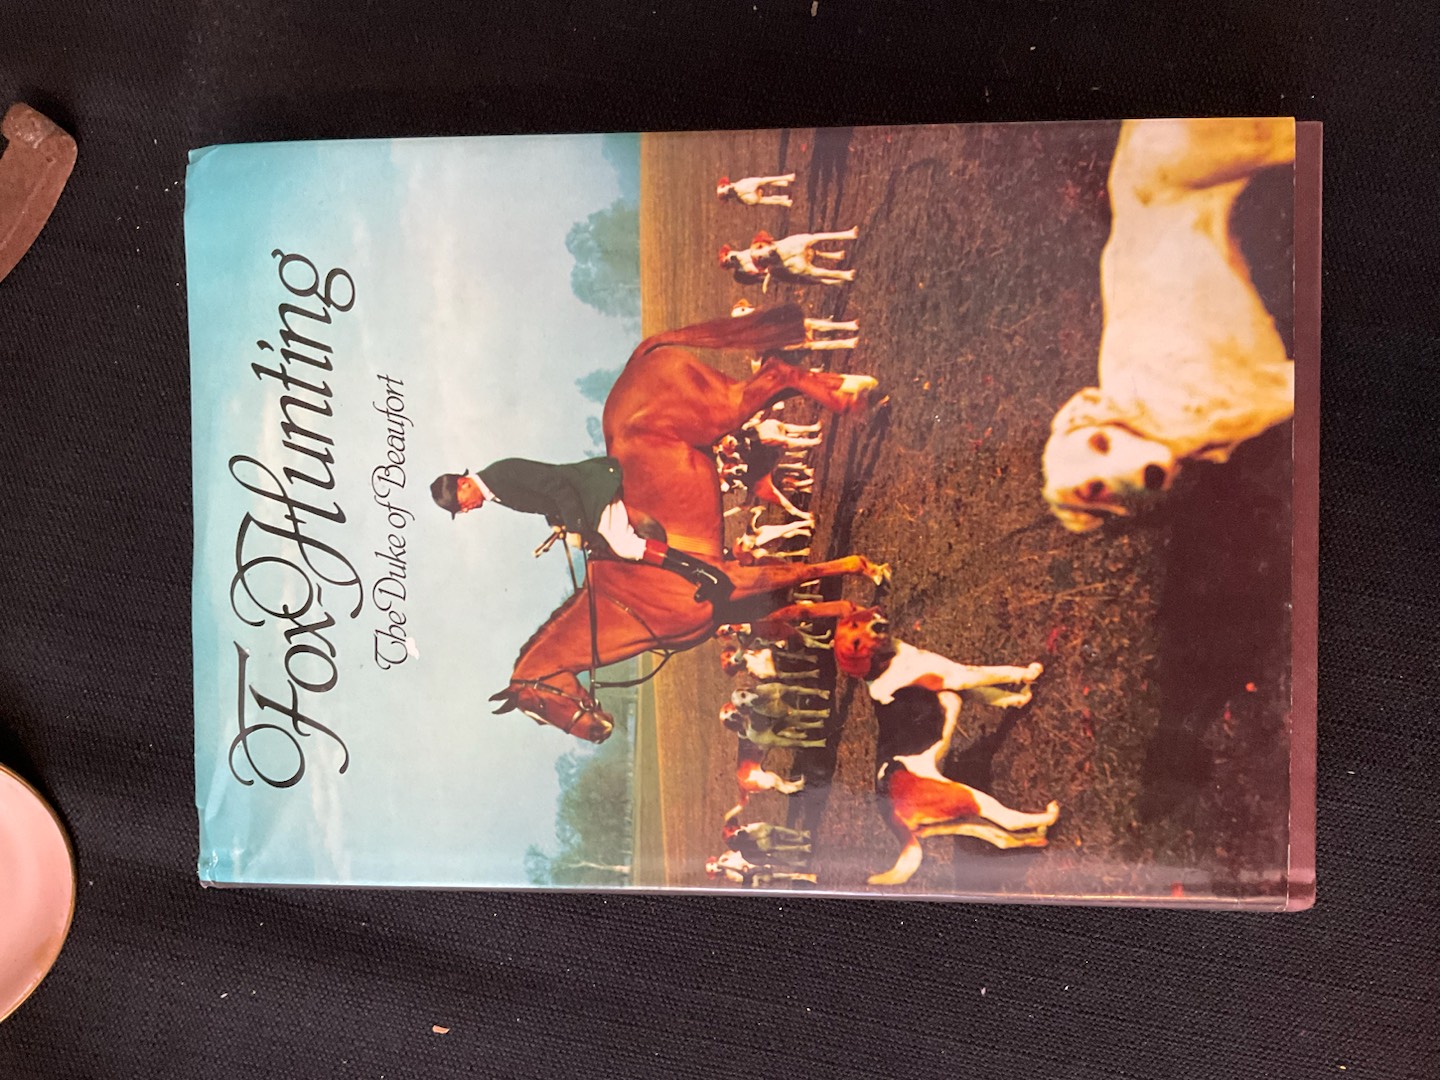 Fox-Hunting
The Duke of Beaufort